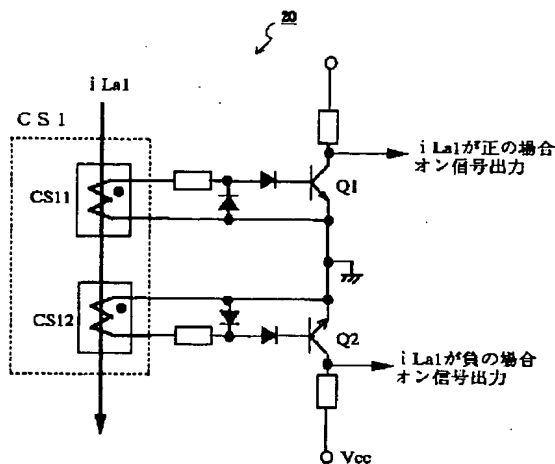 20
i La1
CS1
CS11
Q1
i La1が正の場合
オン信号出力
CS12
Q2
i La1が負の場合
オン信号出力
Vcc